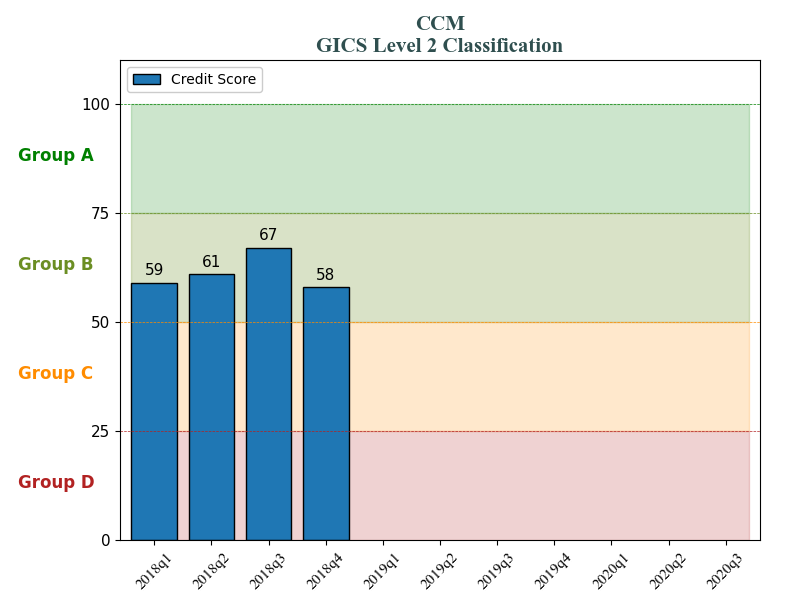 CCM
GICS Level 2 Classification
Credit Score
100
Group A
75
67
Group B
61
59
58
50
Group C
25
Group D
0
2018q1 2018q2 2018q3 2018q4 2019q1 2019q2 2019q3 2019q4 2020q1 2020q2 2020q3